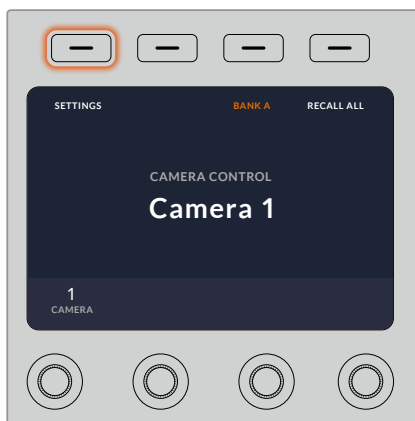 SETTINGS BANK A RECALL ALL
CAMERA CONTROL
Camera 1
1
CAMERA